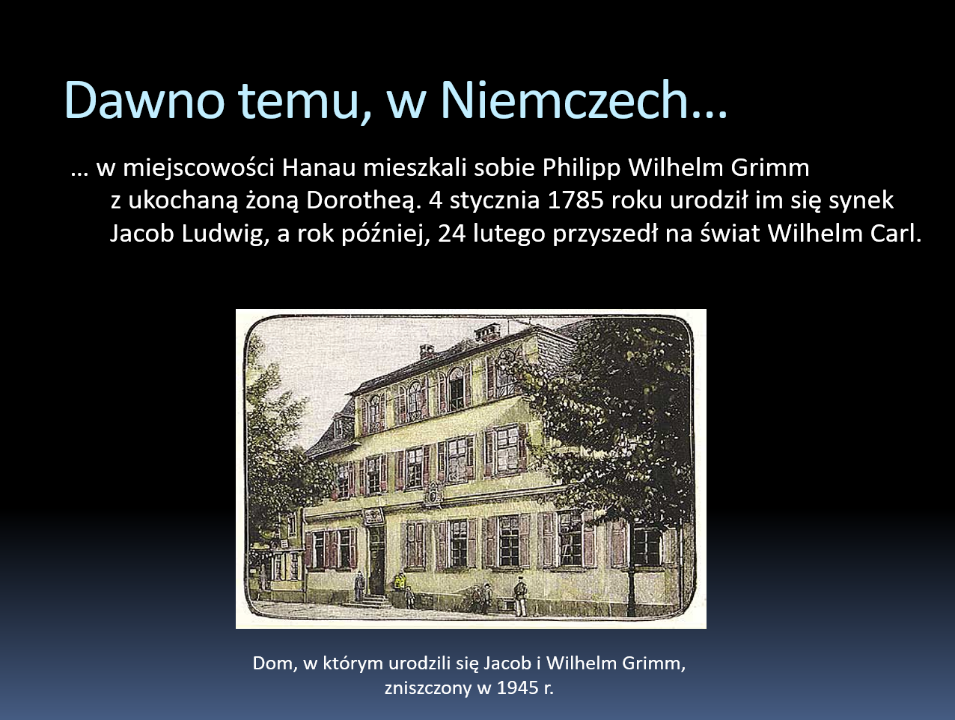 Dawno temu, w Niemczech…
… w miejscowości Hanau mieszkali sobie Philipp Wilhelm Grimm
z ukochaną żoną Dorotheą. 4 stycznia 1785 roku urodził im się synek
Jacob Ludwig, a rok później, 24 lutego przyszedł na świat Wilhelm Carl.
Dom, w którym urodzili się Jacob i Wilhelm Grimm,
zniszczony w 1945 r.